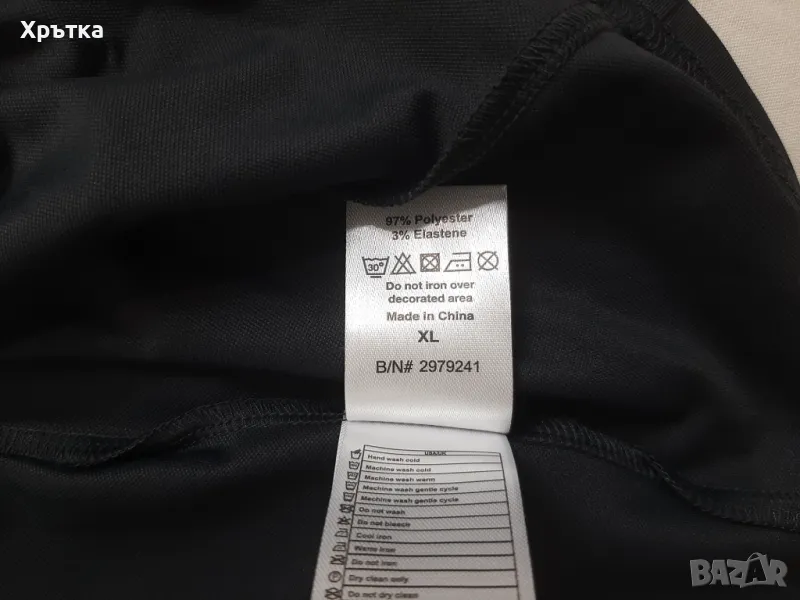 Хрътка
97% Polyester
3% Elastene
30°
Do not iron over
decorated area
Made in China
XL
B/N# 2979241
Hand wash cold
Machine wash cold
Machine wash warm
Machine wash gentle cycle
Machine wash gentle cycle
Do not wash
Do not bleach
Cool iron
Warm iron
Do not iron
Dry clean only
Do not dry clean
BAZAR